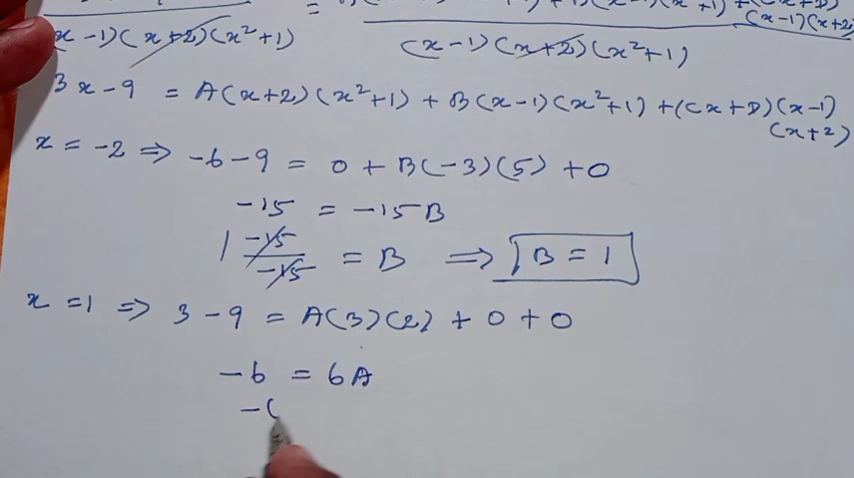 =
(x-1)(x+2)
(x-1)(x+2)(x²+1)
(x-1)(x+2)(x²+1)
3x-9 = A(x+2)(x²+1) + B(x-1)(x²+1) + (Cx+D)(x-1)
(x+2)
x = -2 ⇒ -6-9 = 0 + B(-3)(5) + 0
-15 = -15B
1 -15/-15 = B ⇒ B = 1
x = 1 ⇒ 3-9 = A(3)(2) + 0 + 0
-6 = 6A
-